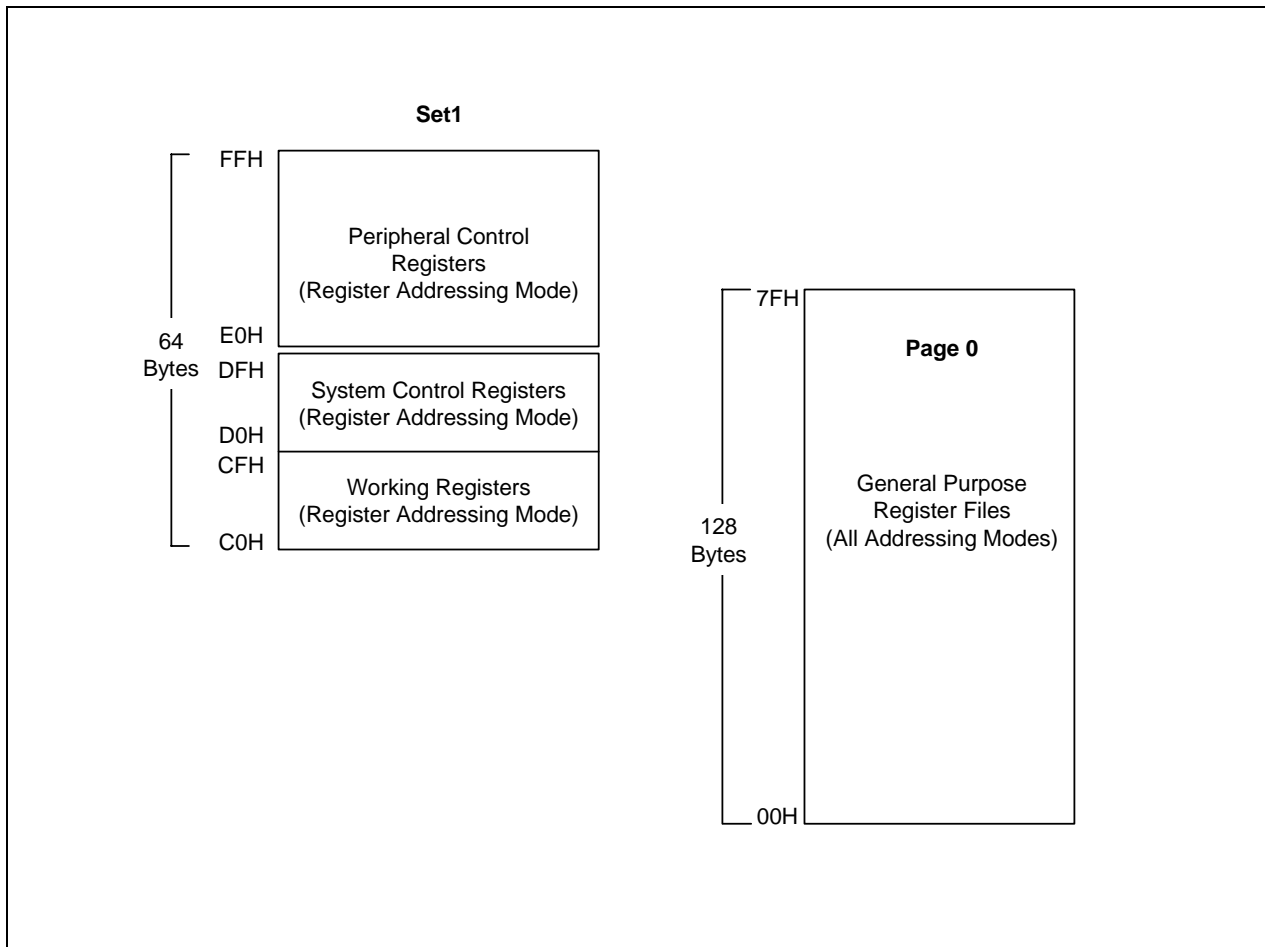 Set1
FFH
Peripheral Control
Registers
(Register Addressing Mode)
E0H
64
Bytes
DFH
System Control Registers
(Register Addressing Mode)
D0H
CFH
Working Registers
(Register Addressing Mode)
C0H
7FH
Page 0
General Purpose
Register Files
(All Addressing Modes)
128
Bytes
00H